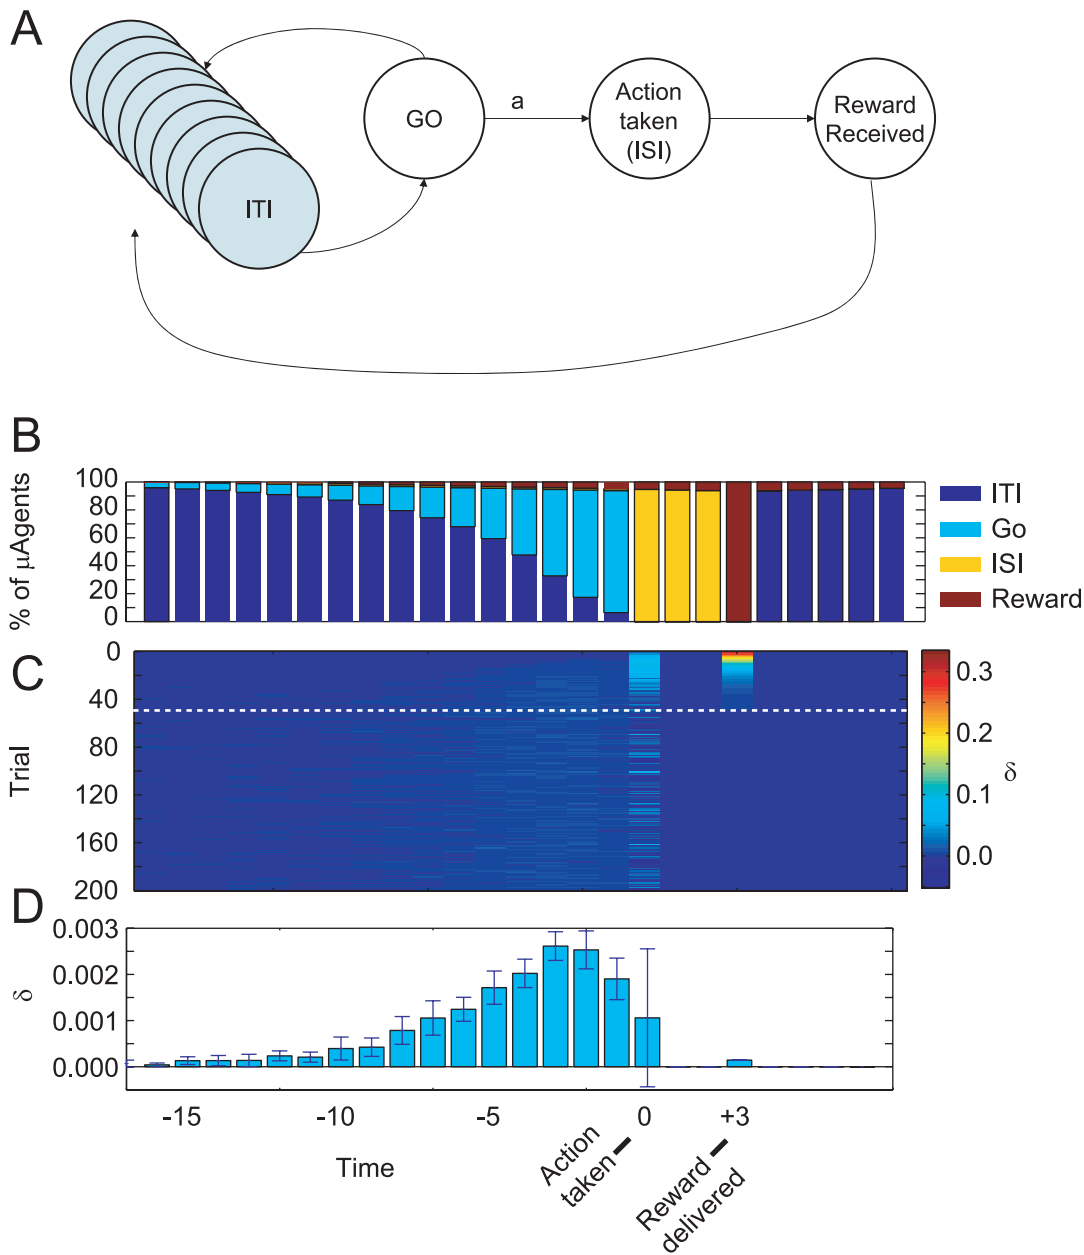 A
GO
a
Action
taken
(ISI)
Reward
Received
ITI
B
% of µAgents
100
80
60
40
20
0
ITI
Go
ISI
Reward
C
Trial
0
40
80
120
160
200
0.3
0.2
0.1
0.0
δ
D
δ
0.003
0.002
0.001
0.000
-15
-10
-5
0
+3
Time
Action
taken
Reward
delivered